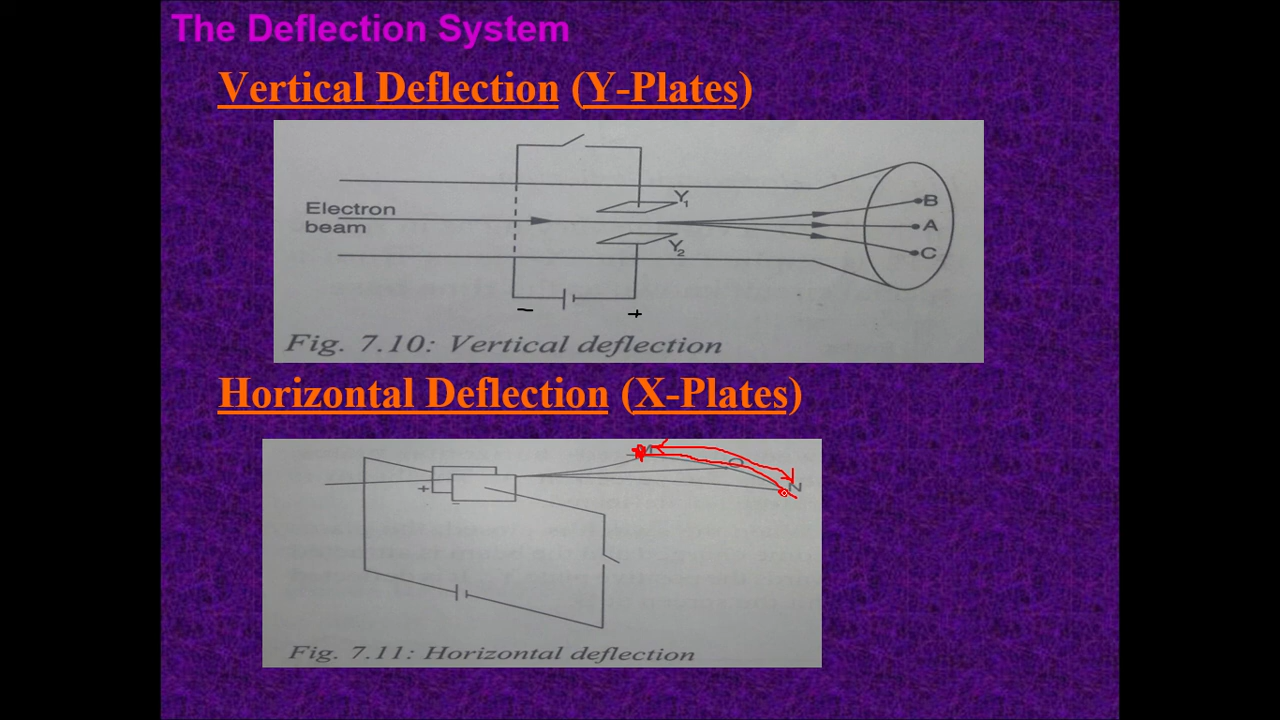 The Deflection System
Vertical Deflection (Y-Plates)
Y1
Electron
beam
B
A
C
Y2
− +
Fig. 7.10: Vertical deflection
Horizontal Deflection (X-Plates)
M
O
+
N
−
Fig. 7.11: Horizontal deflection